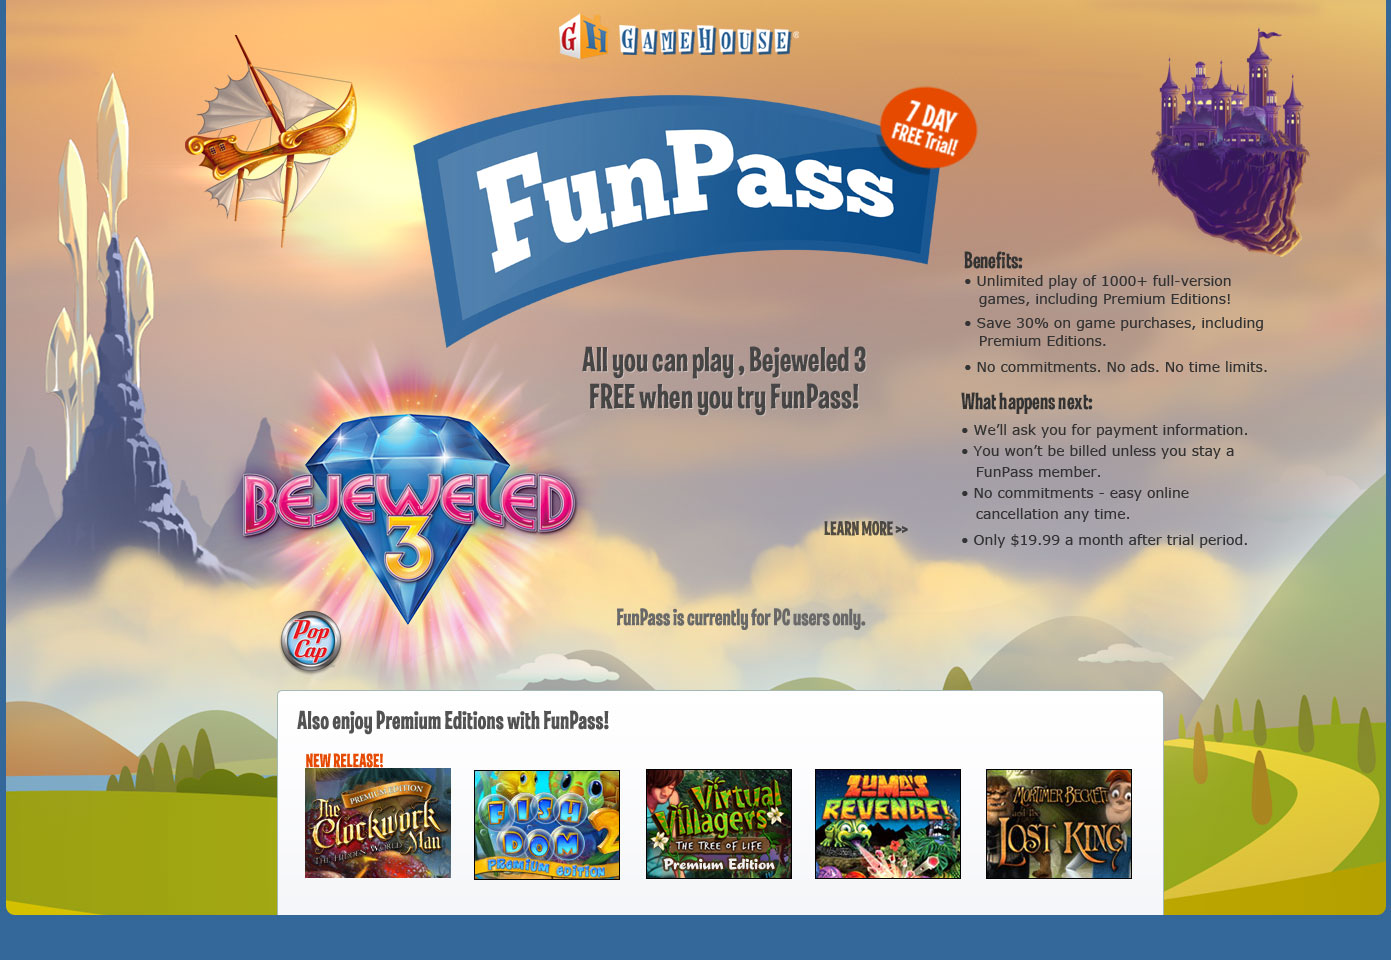 GH GAMEHOUSE®
7 DAY
FREE Trial!
FunPass
Benefits:
• Unlimited play of 1000+ full-version
games, including Premium Editions!
• Save 30% on game purchases, including
Premium Editions.
• No commitments. No ads. No time limits.
All you can play , Bejeweled 3
FREE when you try FunPass!
What happens next:
• We’ll ask you for payment information.
• You won’t be billed unless you stay a
FunPass member.
• No commitments - easy online
cancellation any time.
• Only $19.99 a month after trial period.
BEJEWELED
3
LEARN MORE >>
FunPass is currently for PC users only.
Pop
Cap
Also enjoy Premium Editions with FunPass!
NEW RELEASE!
PREMIUM EDITION
The
Clockwork
Man
THE HIDDEN WORLD
FISH
DOM 2
PREMIUM EDITION
Virtual
Villagers
THE TREE OF LIFE
Premium Edition
ZUMA'S
REVENGE!
MORTIMER BECKETT
and the
LOST KING